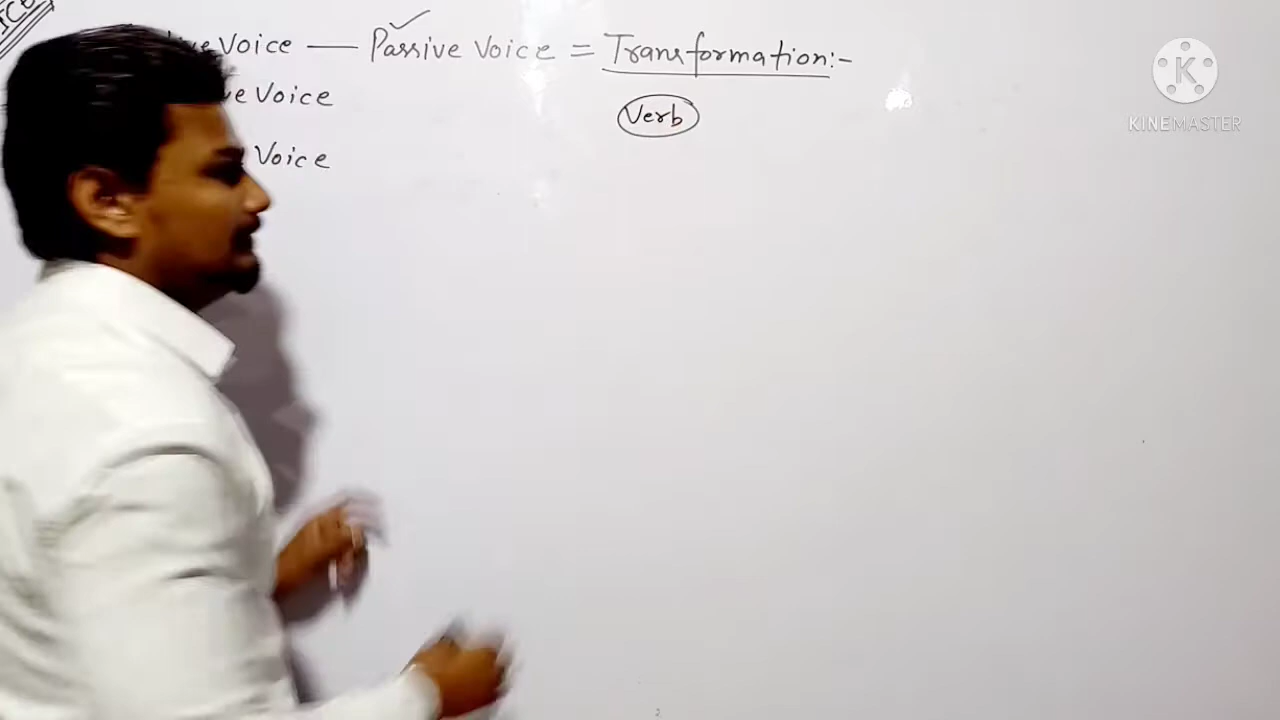 Voice — Passive Voice = Transformation:-
Voice
Verb
Voice
K
KINEMASTER